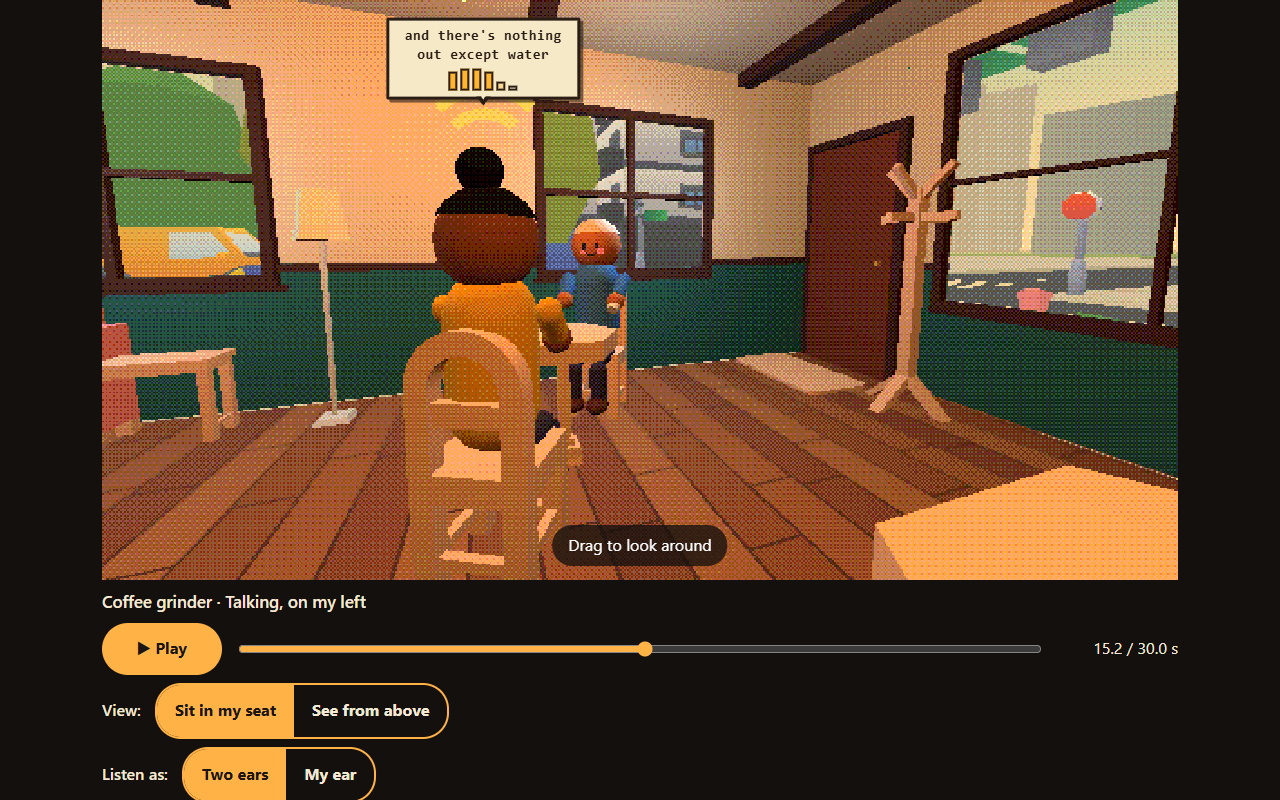 and there's nothing
out except water
Drag to look around
Coffee grinder · Talking, on my left
▶ Play
15.2 / 30.0 s
View:
Sit in my seat
See from above
Listen as:
Two ears
My ear